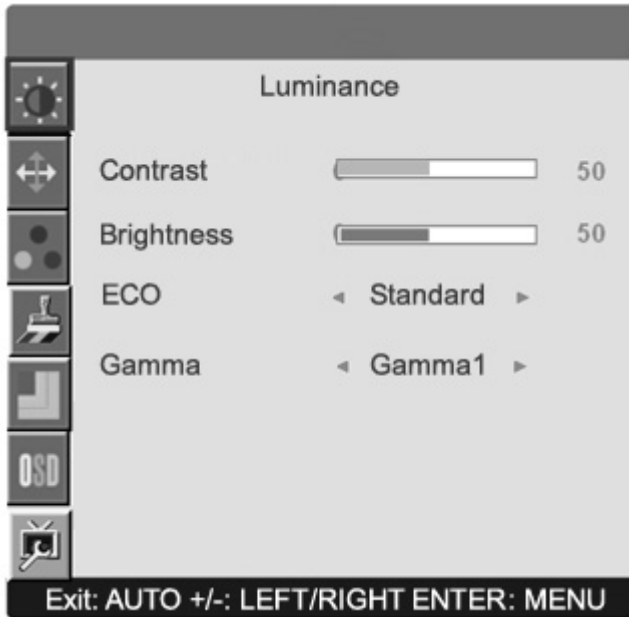 Luminance
Contrast 50
Brightness 50
ECO Standard
Gamma Gamma1
OSD
Exit: AUTO +/-: LEFT/RIGHT ENTER: MENU